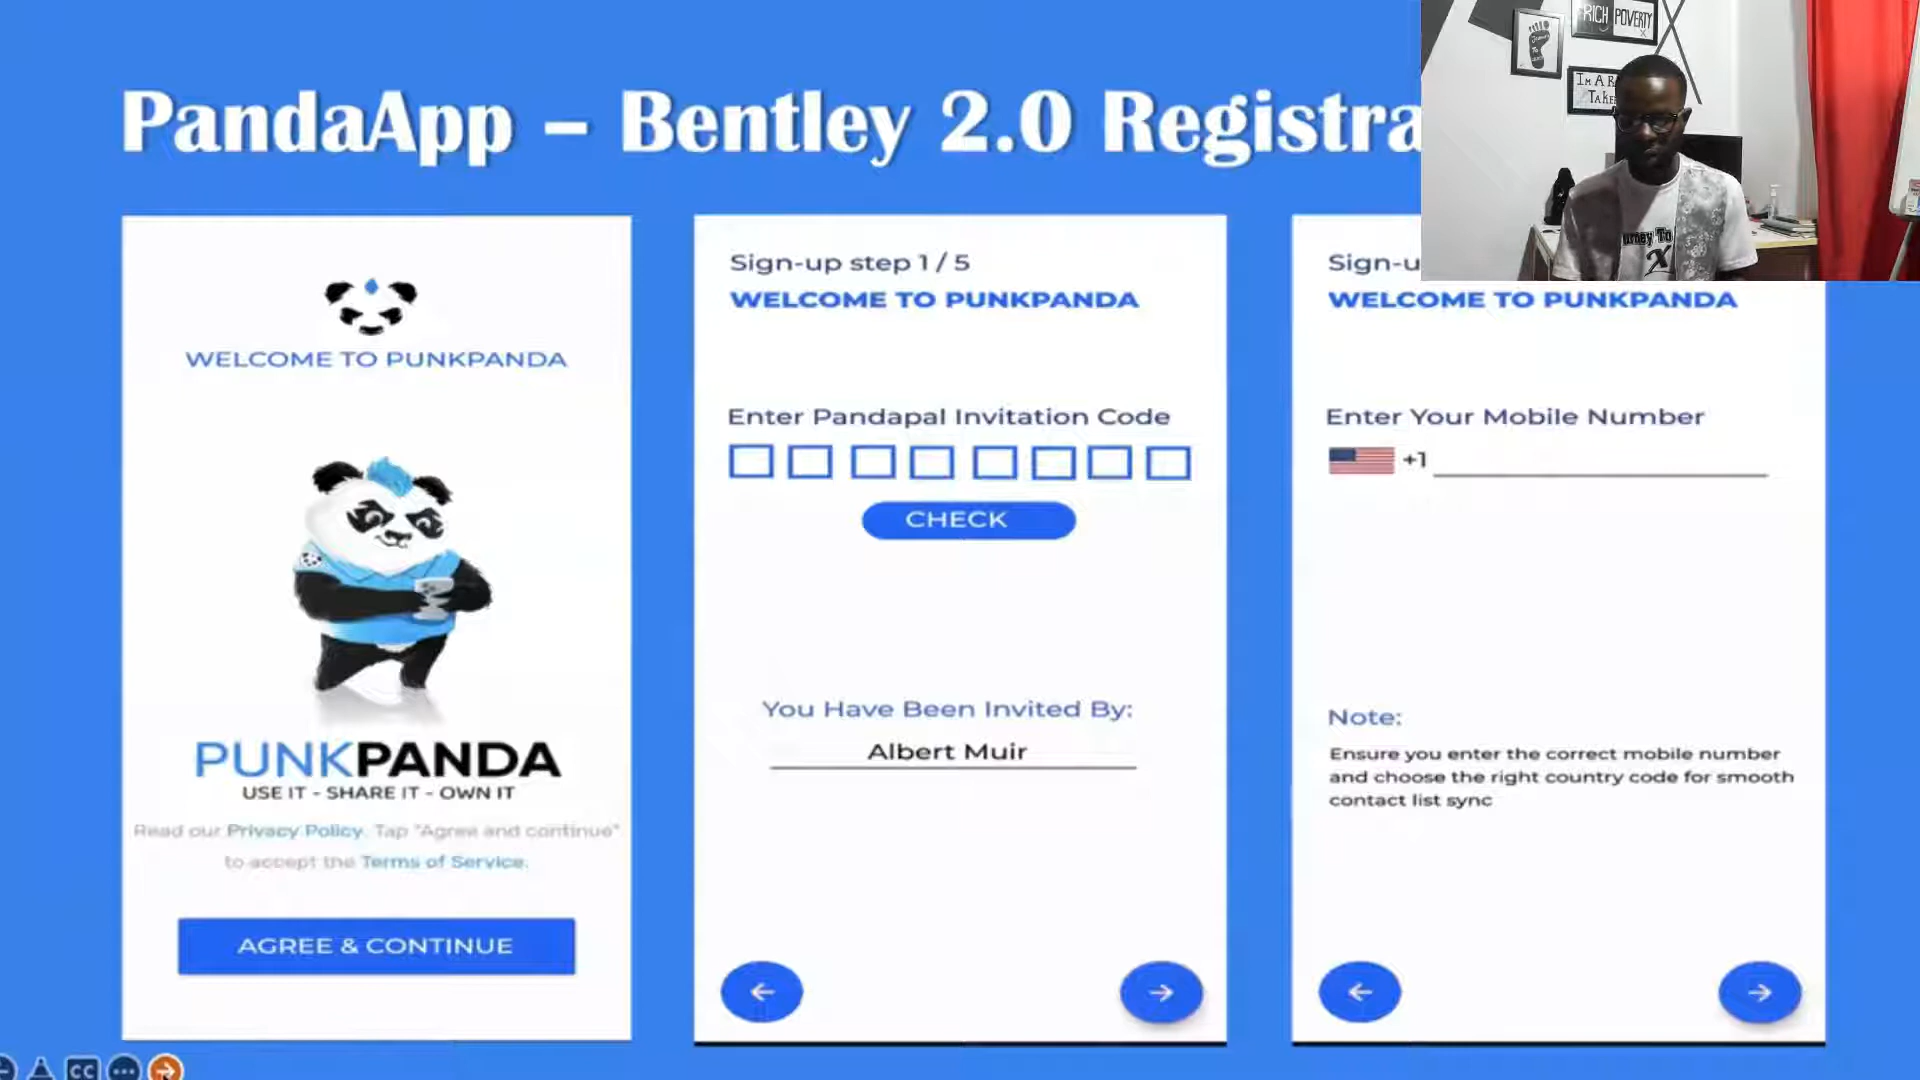 PandaApp – Bentley 2.0 Registra
RICH
POVERTY
X
IM A R
TAKE
urney To
X
WELCOME TO PUNKPANDA
PUNKPANDA
USE IT - SHARE IT - OWN IT
Read our Privacy Policy. Tap "Agree and continue"
to accept the Terms of Service.
AGREE & CONTINUE
Sign-up step 1 / 5
WELCOME TO PUNKPANDA
Enter Pandapal Invitation Code
CHECK
You Have Been Invited By:
Albert Muir
Sign-u
WELCOME TO PUNKPANDA
Enter Your Mobile Number
+1
Note:
Ensure you enter the correct mobile number
and choose the right country code for smooth
contact list sync
CC